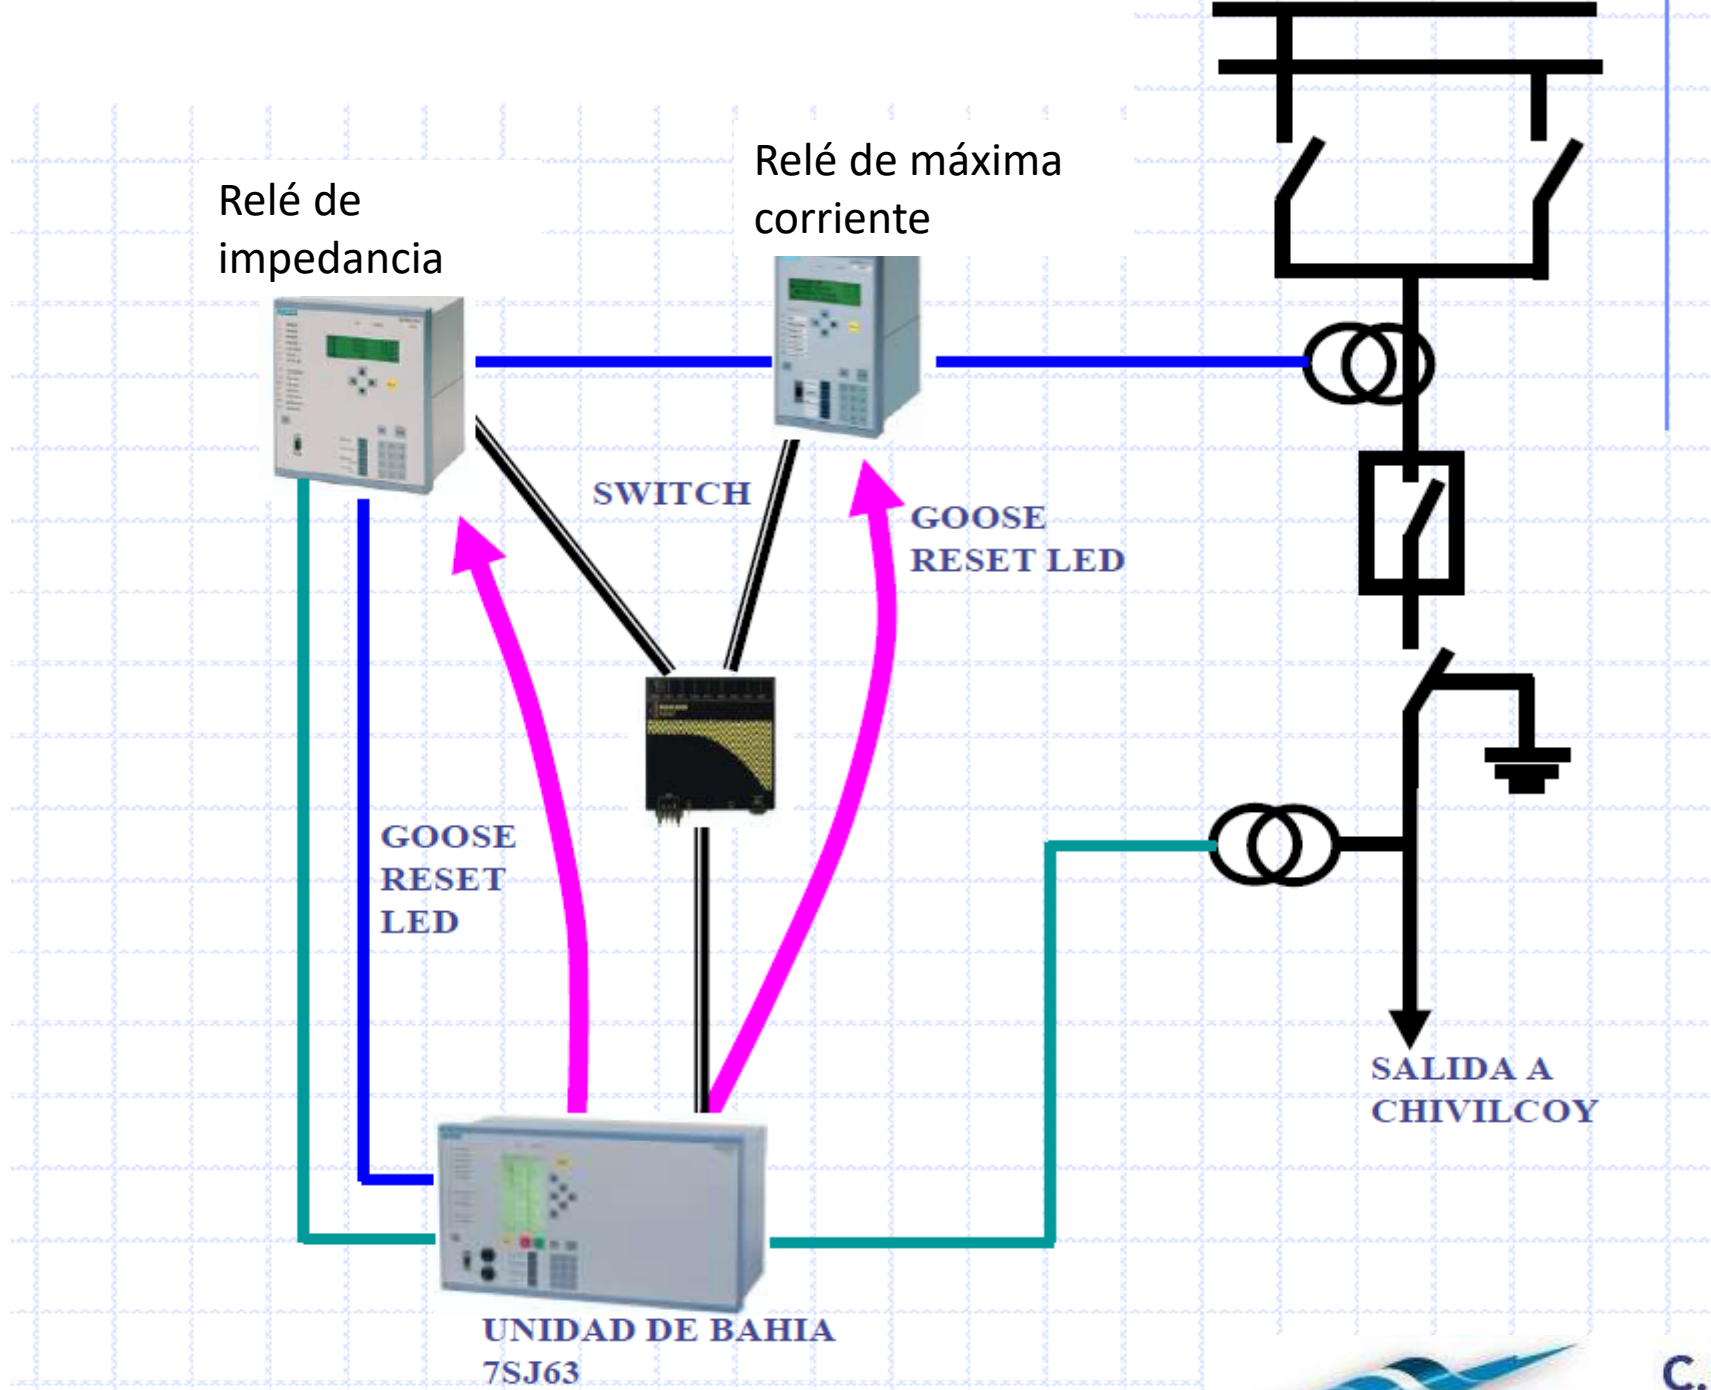 Relé de
impedancia
Relé de máxima
corriente
SWITCH
GOOSE
RESET LED
GOOSE
RESET
LED
SALIDA A
CHIVILCOY
UNIDAD DE BAHIA
7SJ63
C.